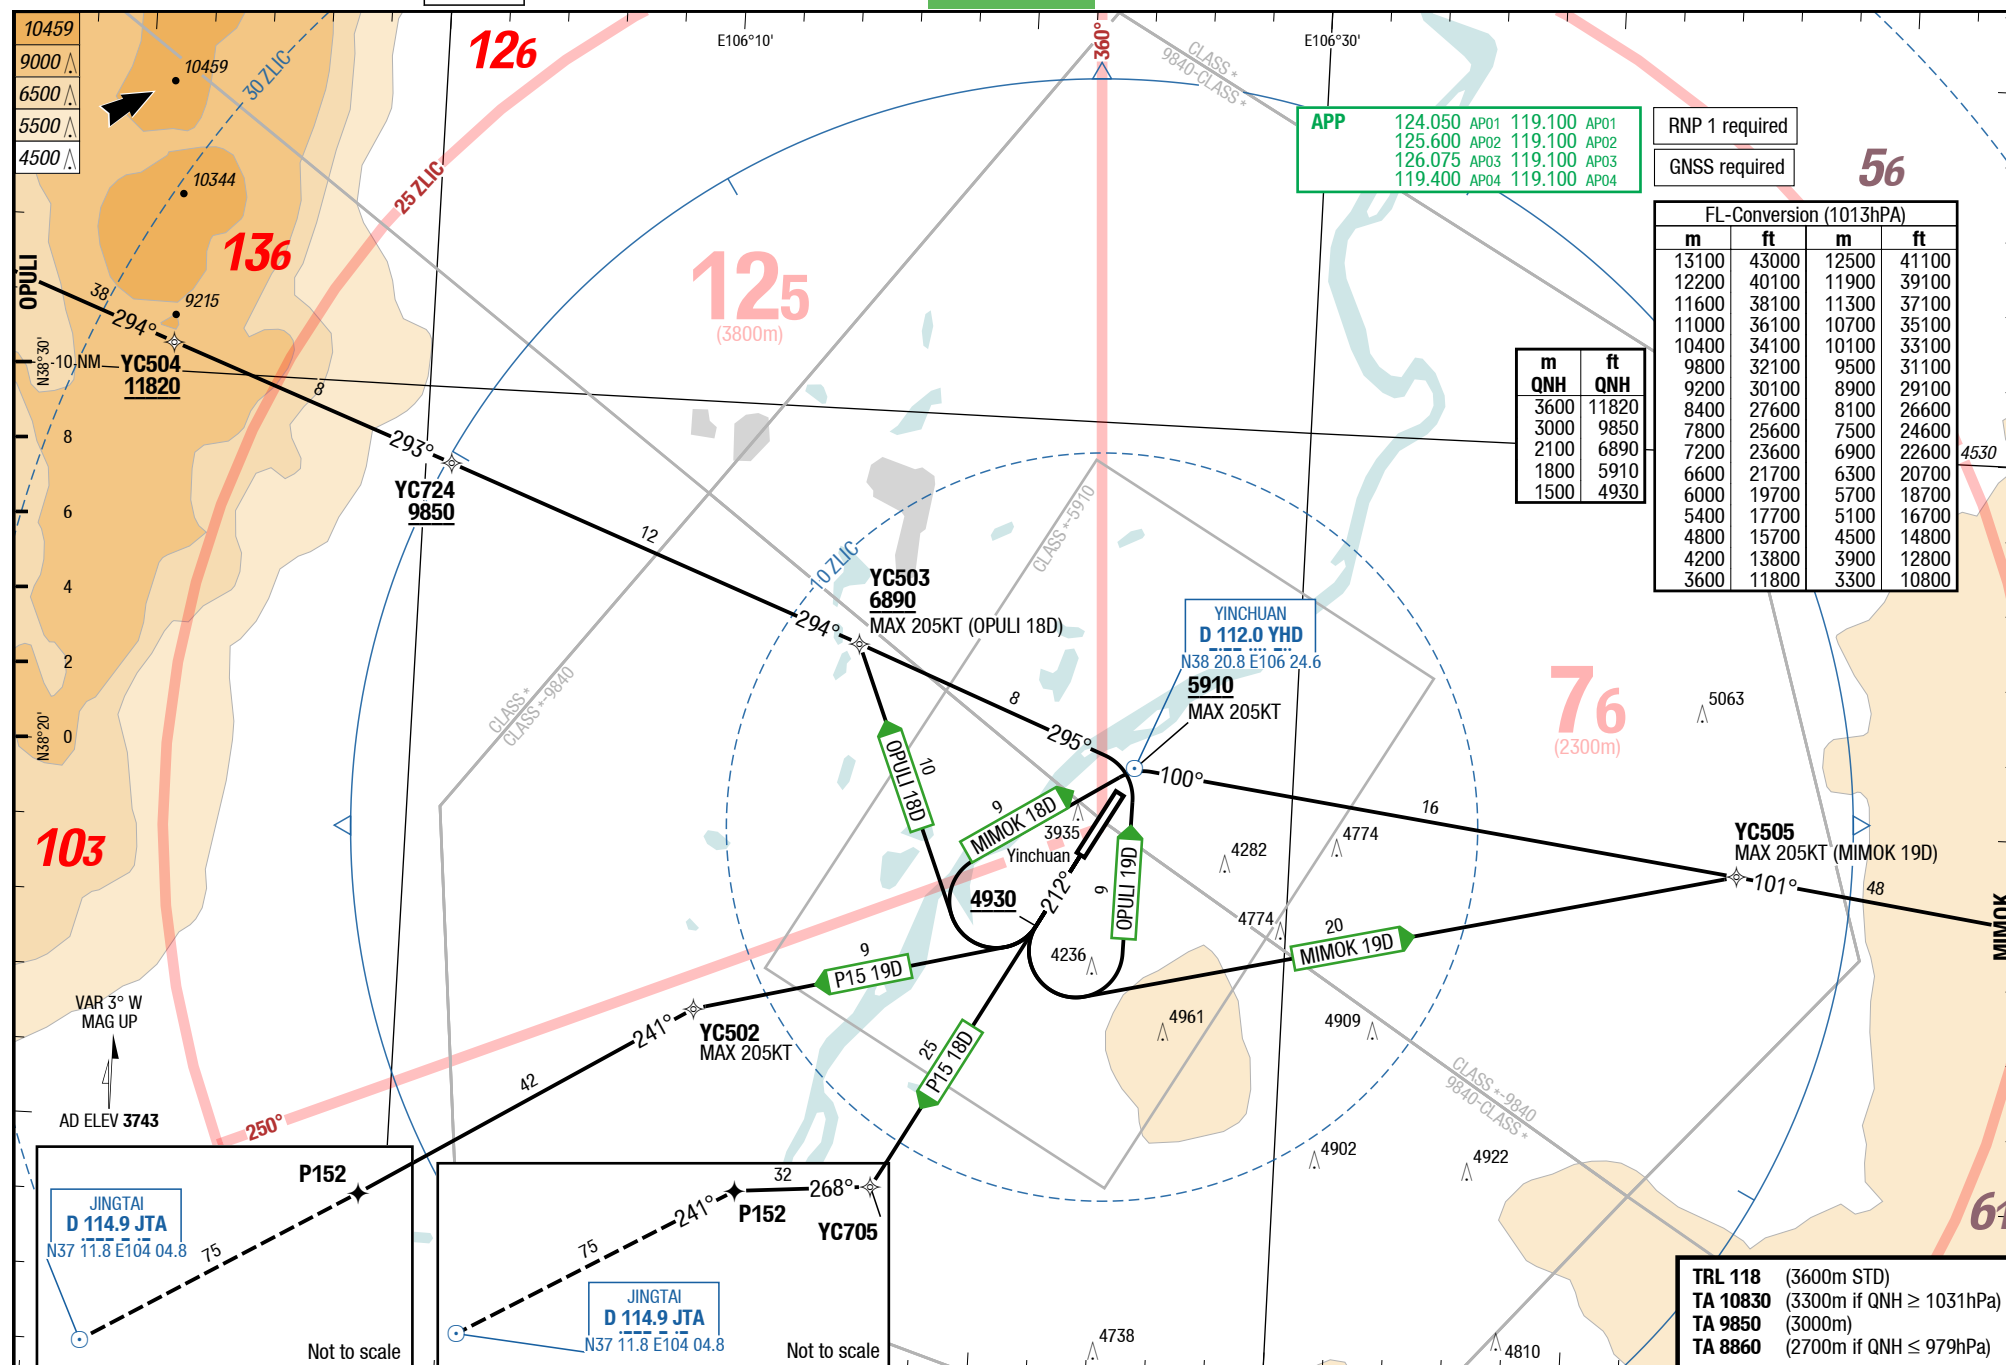 10459
9000
6500
5500
4500
10459
10344
9215
30 ZLIC
25 ZLIC
126
136
125
(3800m)
103
56
76
(2300m)
E106°10'
E106°30'
360°
CLASS *
9840-CLASS *
APP
124.050 AP01 119.100 AP01
125.600 AP02 119.100 AP02
126.075 AP03 119.100 AP03
119.400 AP04 119.100 AP04
RNP 1 required
GNSS required
FL-Conversion (1013hPA)
m ft m ft
13100 43000 12500 41100
12200 40100 11900 39100
11600 38100 11300 37100
11000 36100 10700 35100
10400 34100 10100 33100
9800 32100 9500 31100
9200 30100 8900 29100
8400 27600 8100 26600
7800 25600 7500 24600
7200 23600 6900 22600
6600 21700 6300 20700
6000 19700 5700 18700
5400 17700 5100 16700
4800 15700 4500 14800
4200 13800 3900 12800
3600 11800 3300 10800
m ft
QNH QNH
3600 11820
3000 9850
2100 6890
1800 5910
1500 4930
4530
OPULI
38
294°
N38°30'
10 NM
8
6
4
2
0
N38°20'
YC504
11820
8
293°
YC724
9850
12
294°
10 ZLIC
CLASS *-5910
CLASS *
CLASS *-9840
YC503
6890
MAX 205KT (OPULI 18D)
8
295°
YINCHUAN
D 112.0 YHD
N38 20.8 E106 24.6
5910
MAX 205KT
100°
16
5063
OPULI 18D
10
MIMOK 18D
9
3935
Yinchuan
212°
4930
OPULI 19D
9
4282
4774
4774
YC505
MAX 205KT (MIMOK 19D)
101°
48
MIMOK
20
MIMOK 19D
9
P15 19D
4236
4961
4909
YC502
MAX 205KT
241°
42
25
P15 18D
CLASS *-9840
9840-CLASS *
4902
4922
4738
4810
VAR 3° W
MAG UP
AD ELEV 3743
250°
P152
JINGTAI
D 114.9 JTA
N37 11.8 E104 04.8
75
Not to scale
32
268°
241°
P152
YC705
75
JINGTAI
D 114.9 JTA
N37 11.8 E104 04.8
Not to scale
TRL 118 (3600m STD)
TA 10830 (3300m if QNH ≥ 1031hPa)
TA 9850 (3000m)
TA 8860 (2700m if QNH ≤ 979hPa)